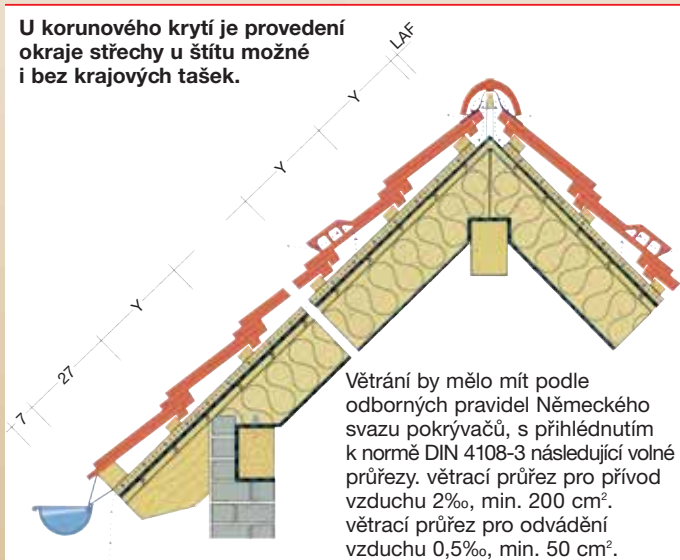 U korunového krytí je provedení
okraje střechy u štítu možné
i bez krajových tašek.
LAF
Y
Y
Y
27
7
Větrání by mělo mít podle
odborných pravidel Německého
svazu pokrývačů, s přihlédnutím
k normě DIN 4108-3 následující volné
průřezy. větrací průřez pro přívod
vzduchu 2‰, min. 200 cm².
větrací průřez pro odvádění
vzduchu 0,5‰, min. 50 cm².